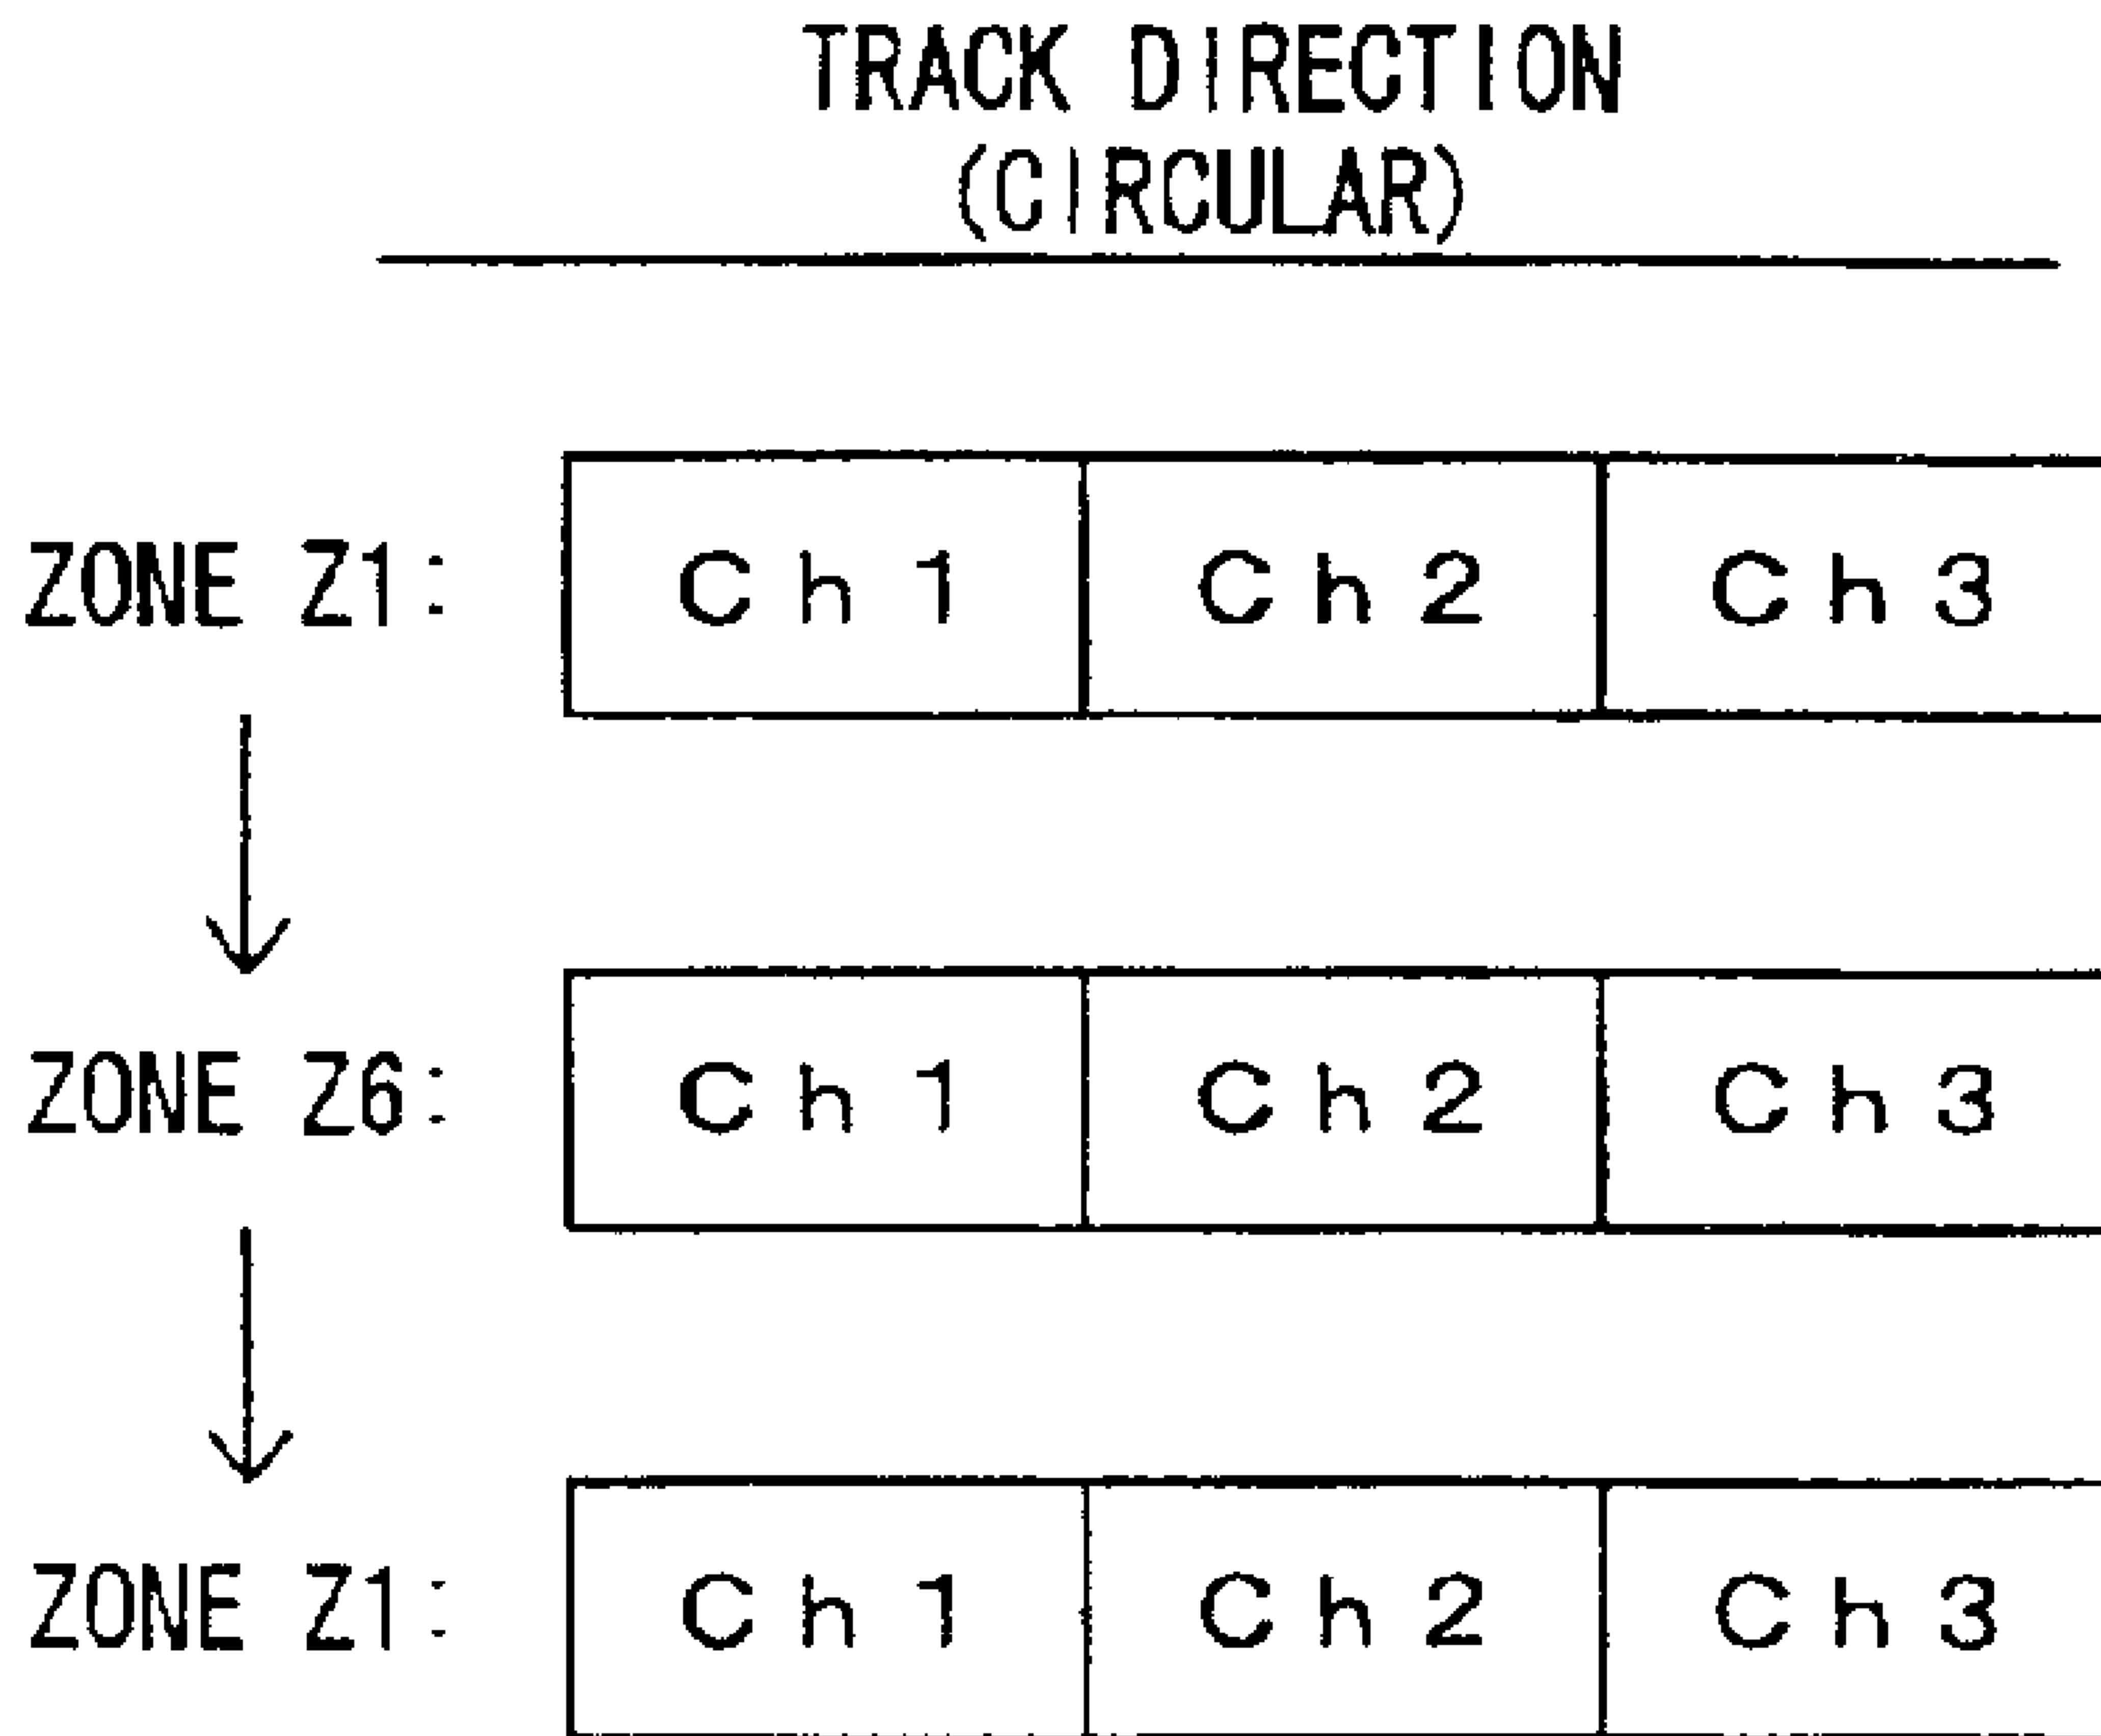 TRACK DIRECTION
(CIRCULAR)
ZONE Z1: Ch1 Ch2 Ch3
ZONE Z6: Ch1 Ch2 Ch3
ZONE Z1: Ch1 Ch2 Ch3